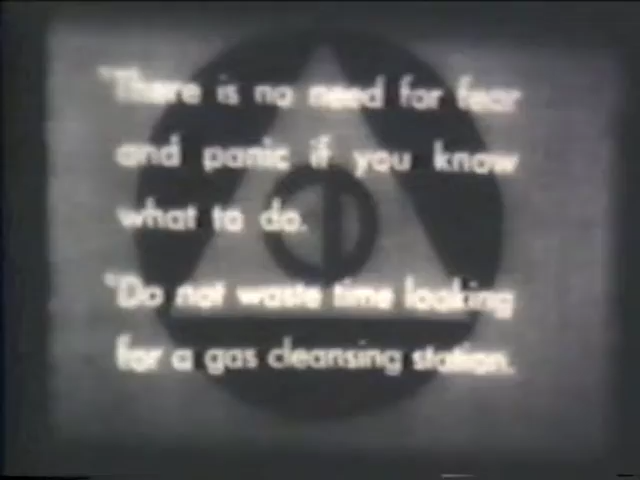 "There is no need for fear
and panic if you know
what to do.
"Do not waste time looking
for a gas cleansing station.